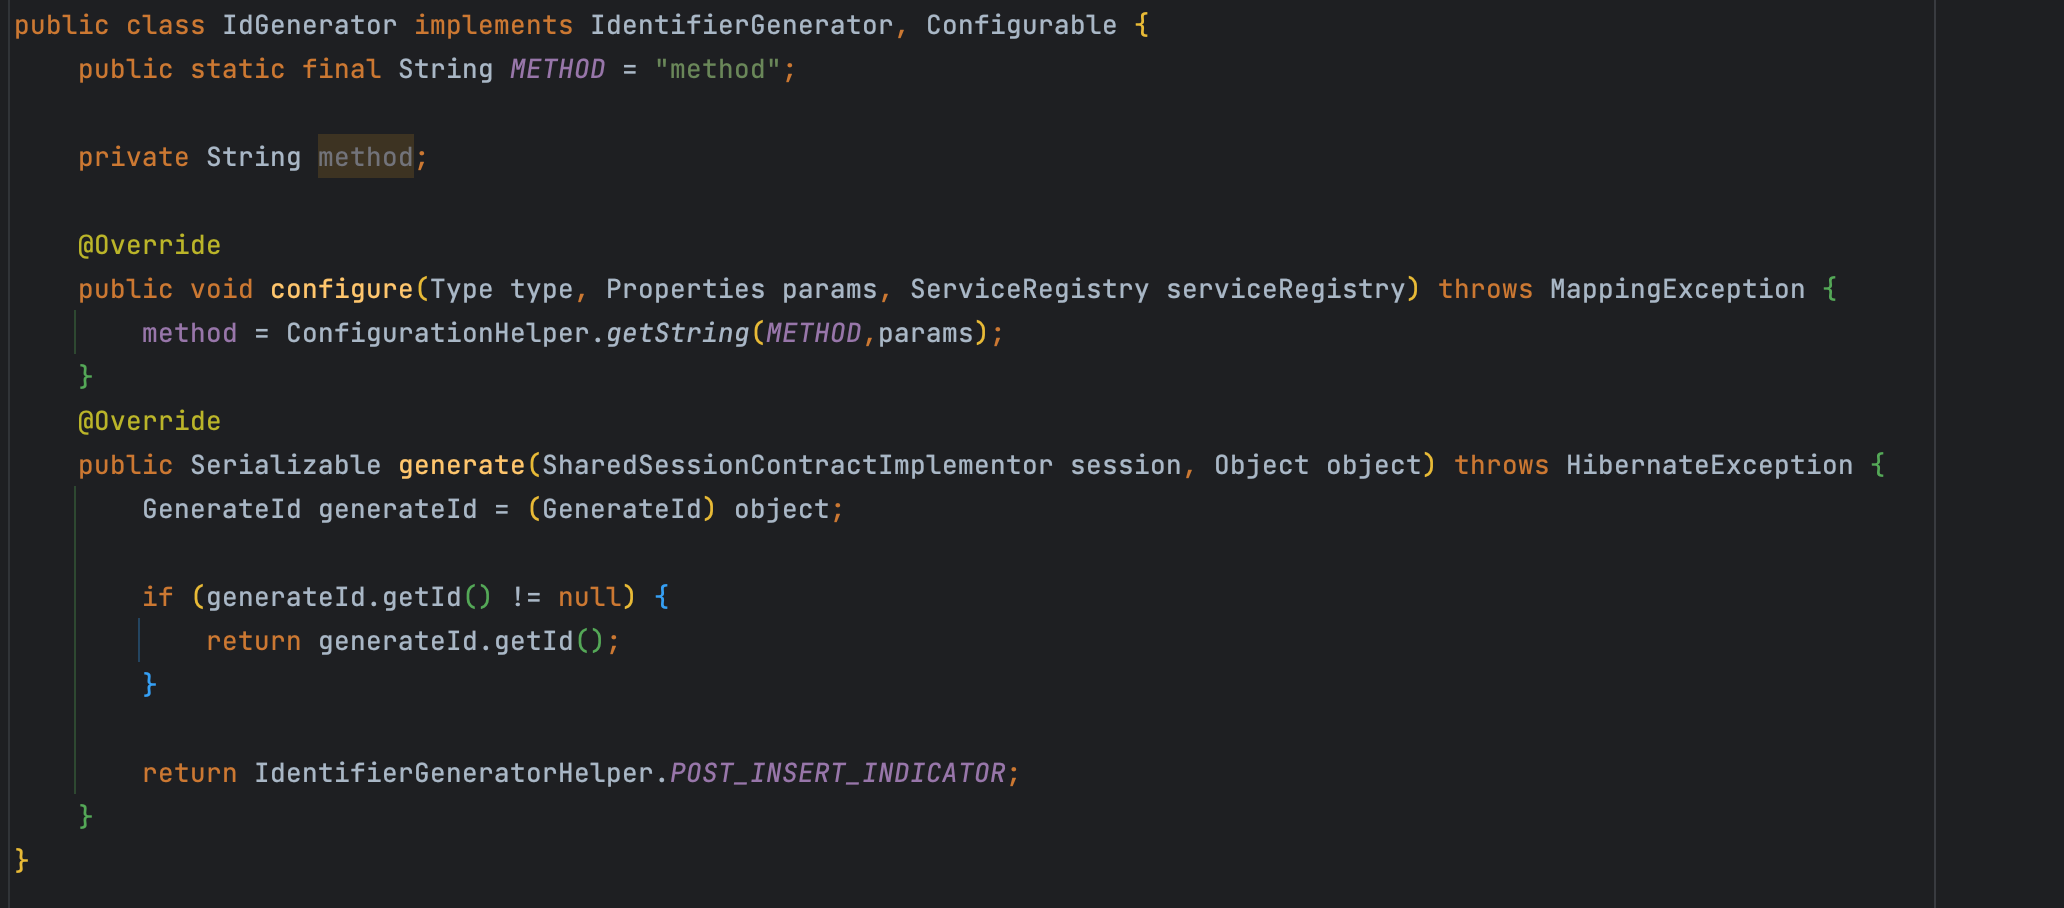 public class IdGenerator implements IdentifierGenerator, Configurable {
    public static final String METHOD = "method";

    private String method;

    @Override
    public void configure(Type type, Properties params, ServiceRegistry serviceRegistry) throws MappingException {
        method = ConfigurationHelper.getString(METHOD,params);
    }
    @Override
    public Serializable generate(SharedSessionContractImplementor session, Object object) throws HibernateException {
        GenerateId generateId = (GenerateId) object;

        if (generateId.getId() != null) {
            return generateId.getId();
        }

        return IdentifierGeneratorHelper.POST_INSERT_INDICATOR;
    }
}